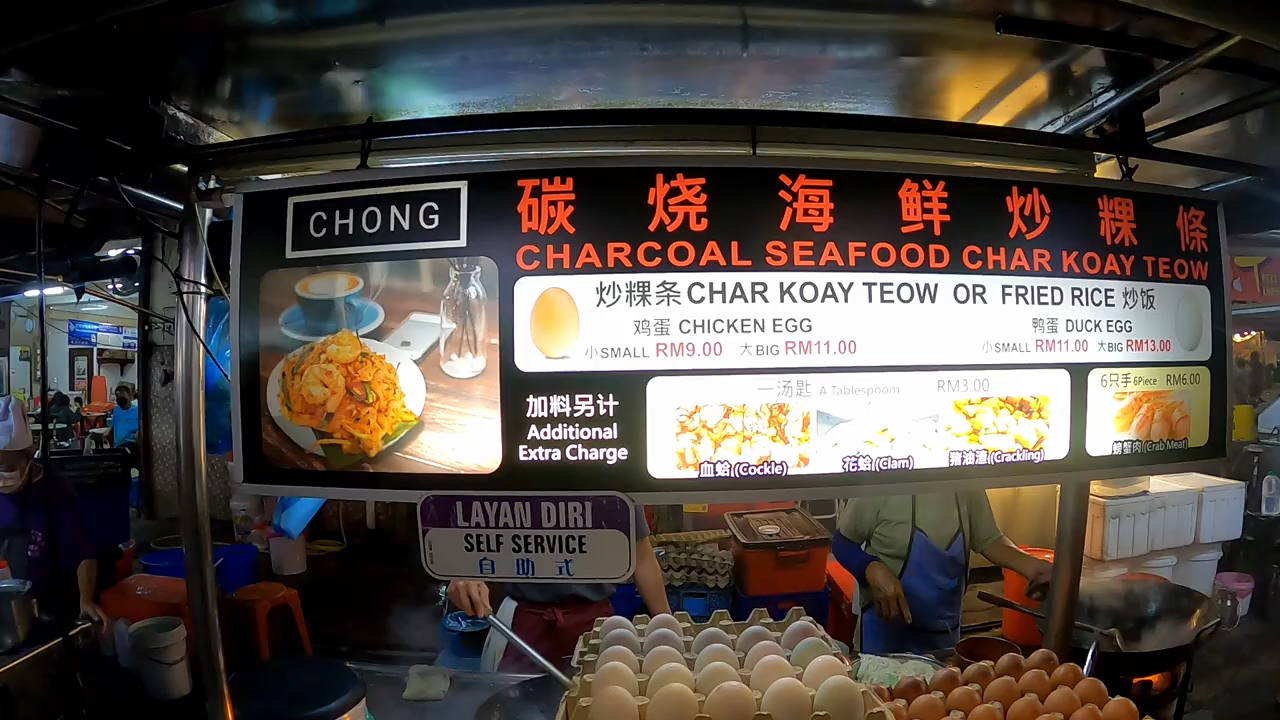 CHONG
碳烧海鲜炒粿條
CHARCOAL SEAFOOD CHAR KOAY TEOW
炒粿条 CHAR KOAY TEOW OR FRIED RICE 炒饭
鸡蛋 CHICKEN EGG
小SMALL RM9.00 大BIG RM11.00
鸭蛋 DUCK EGG
小SMALL RM11.00 大BIG RM13.00
加料另计
Additional
Extra Charge
一汤匙 A Tablespoom RM3.00
血蛤 (Cockle) 花蛤 (Clam) 猪油渣 (Crackling)
6只手 6Piece RM6.00
螃蟹肉 (Crab Meat)
LAYAN DIRI
SELF SERVICE
自助式